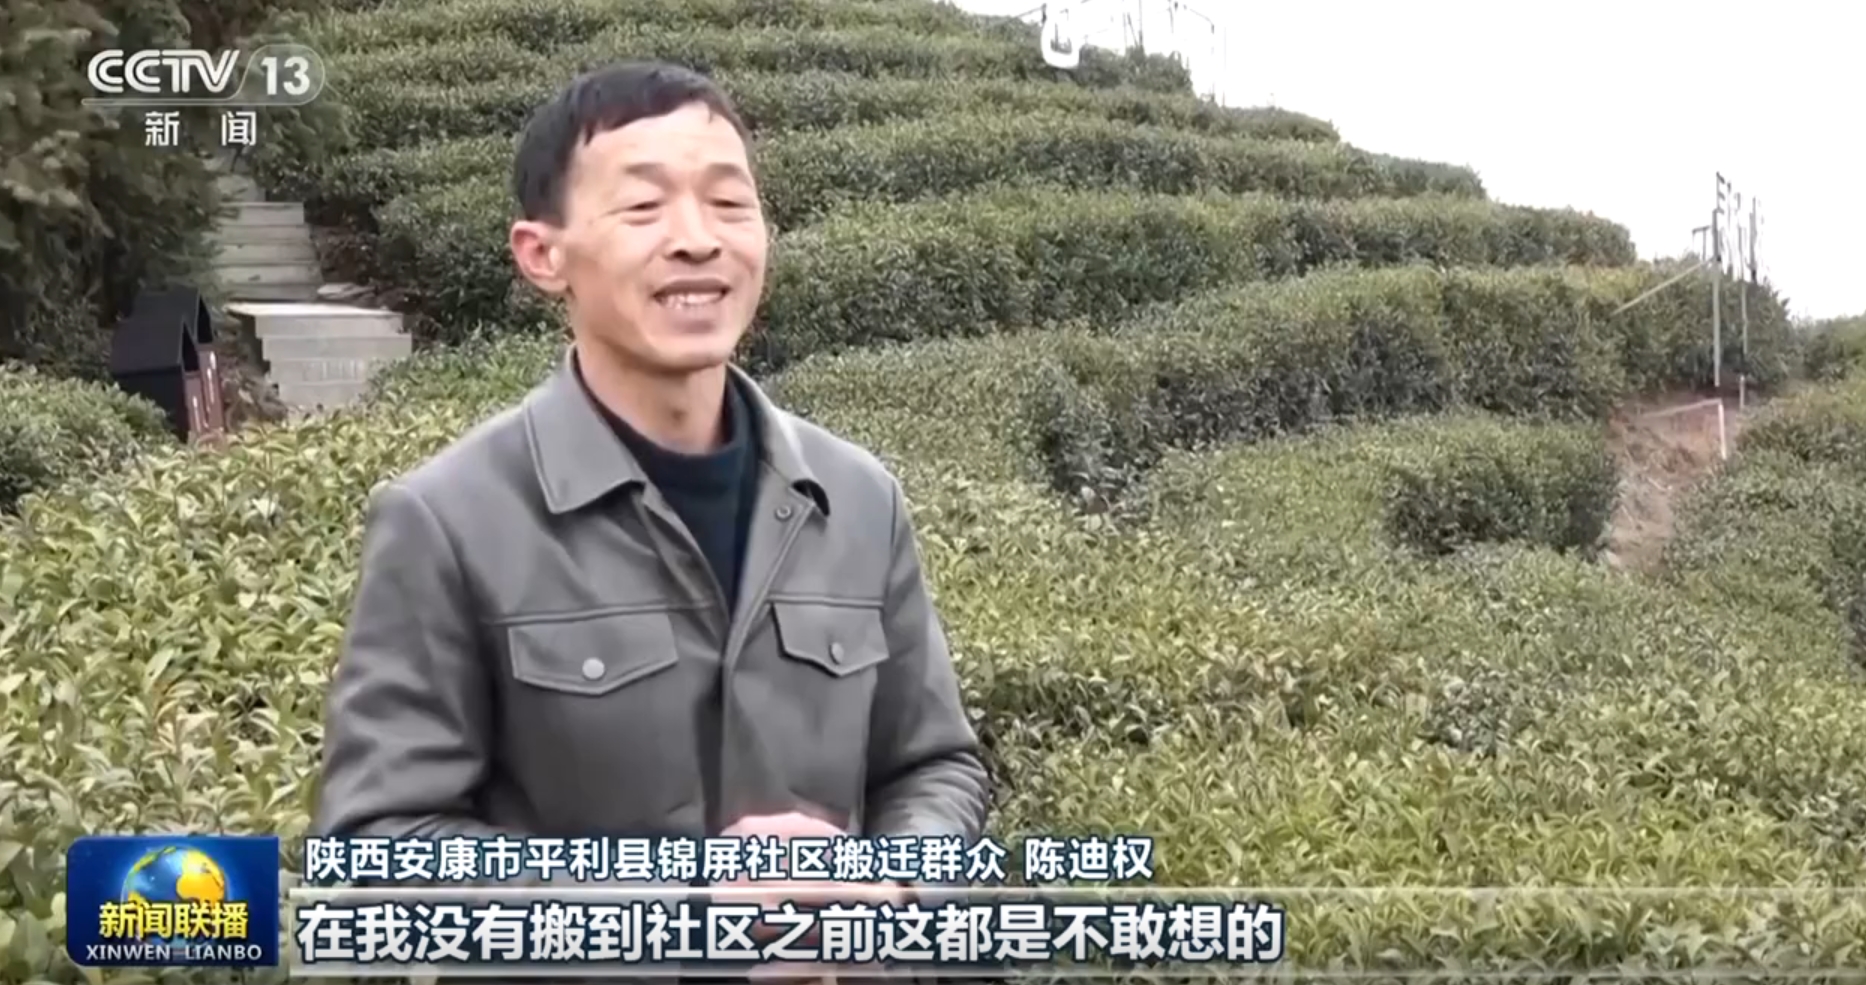 CCTV 13
新闻
陕西安康市平利县锦屏社区搬迁群众 陈迪权
新闻联播
XINWEN LIANBO
在我没有搬到社区之前这都是不敢想的